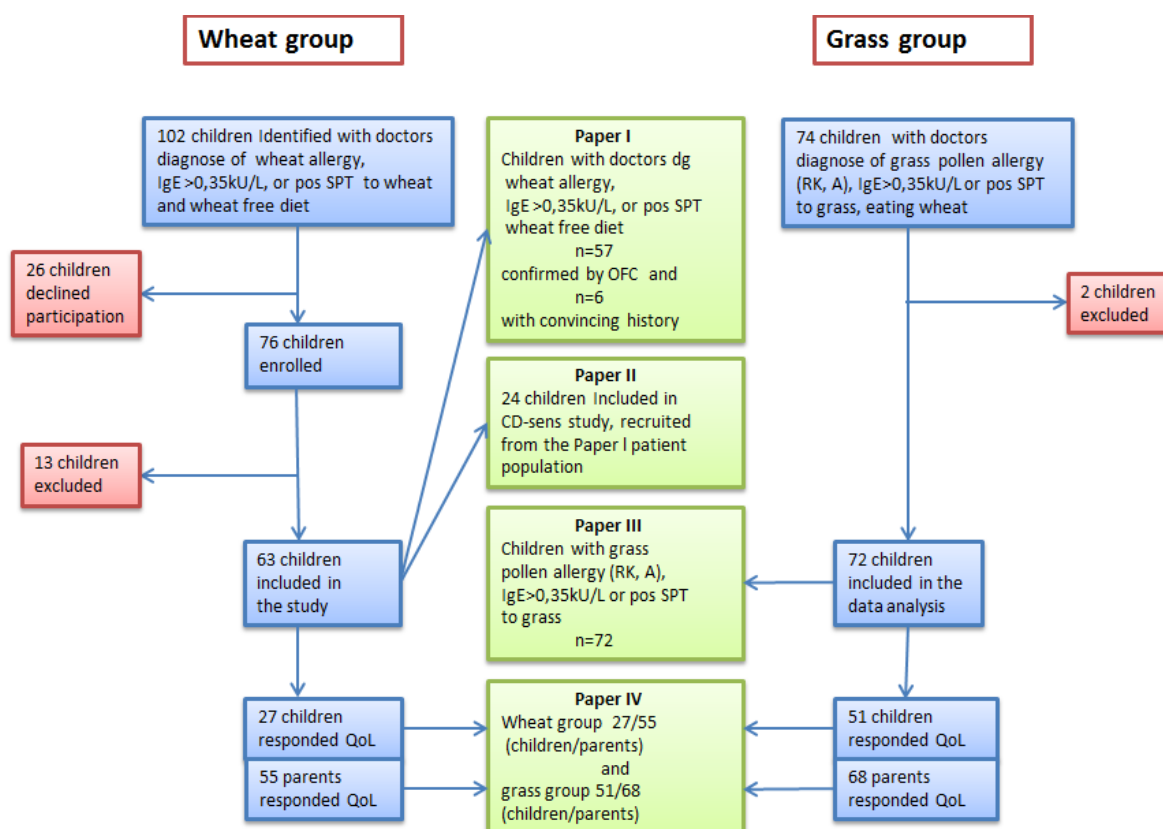 Wheat group
Grass group
102 children Identified with doctors
diagnose of wheat allergy,
IgE >0,35kU/L, or pos SPT to wheat
and wheat free diet
26 children
declined
participation
76 children
enrolled
13 children
excluded
63 children
included in
the study
27 children
responded QoL
55 parents
responded QoL
Paper I
Children with doctors dg
wheat allergy,
IgE >0,35kU/L, or pos SPT
wheat free diet
n=57
confirmed by OFC and
n=6
with convincing history
Paper II
24 children Included in
CD-sens study, recruited
from the Paper I patient
population
Paper III
Children with grass
pollen allergy (RK, A),
IgE>0,35kU/L or pos SPT
to grass
n=72
Paper IV
Wheat group 27/55
(children/parents)
and
grass group 51/68
(children/parents)
74 children with doctors
diagnose of grass pollen allergy
(RK, A), IgE>0,35kU/L or pos SPT
to grass, eating wheat
2 children
excluded
72 children
included in the
data analysis
51 children
responded QoL
68 parents
responded QoL